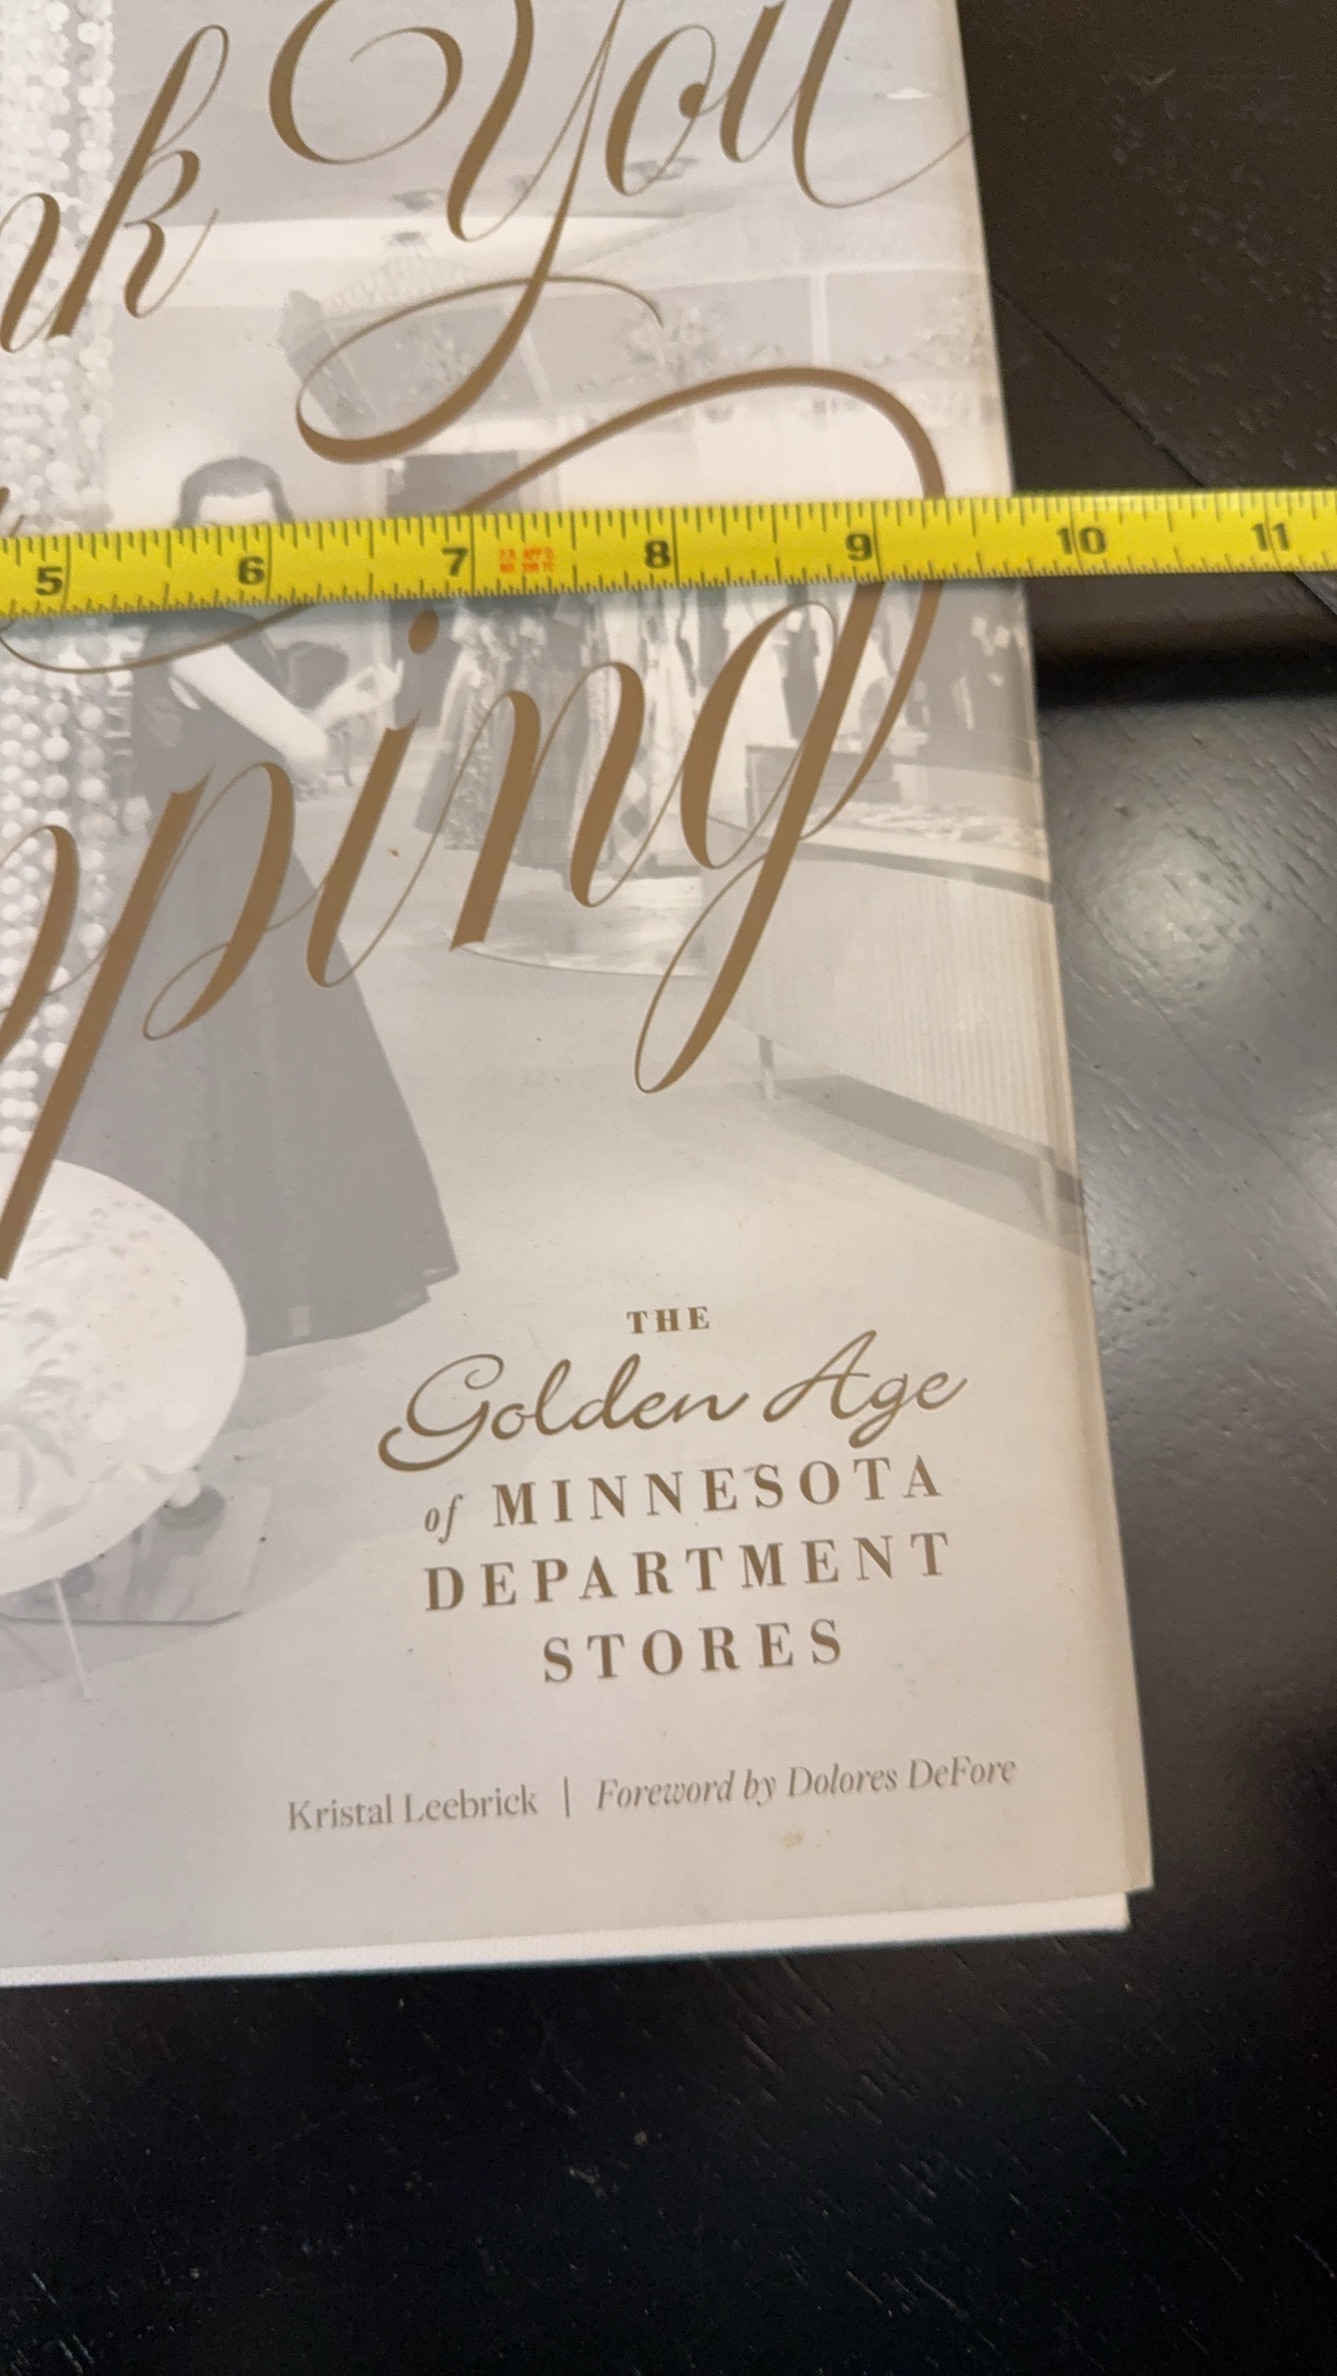 nk You
5 6 7 8 9 10 11
pping
THE
Golden Age
of MINNESOTA
DEPARTMENT
STORES
Kristal Leebrick | Foreword by Dolores DeFore